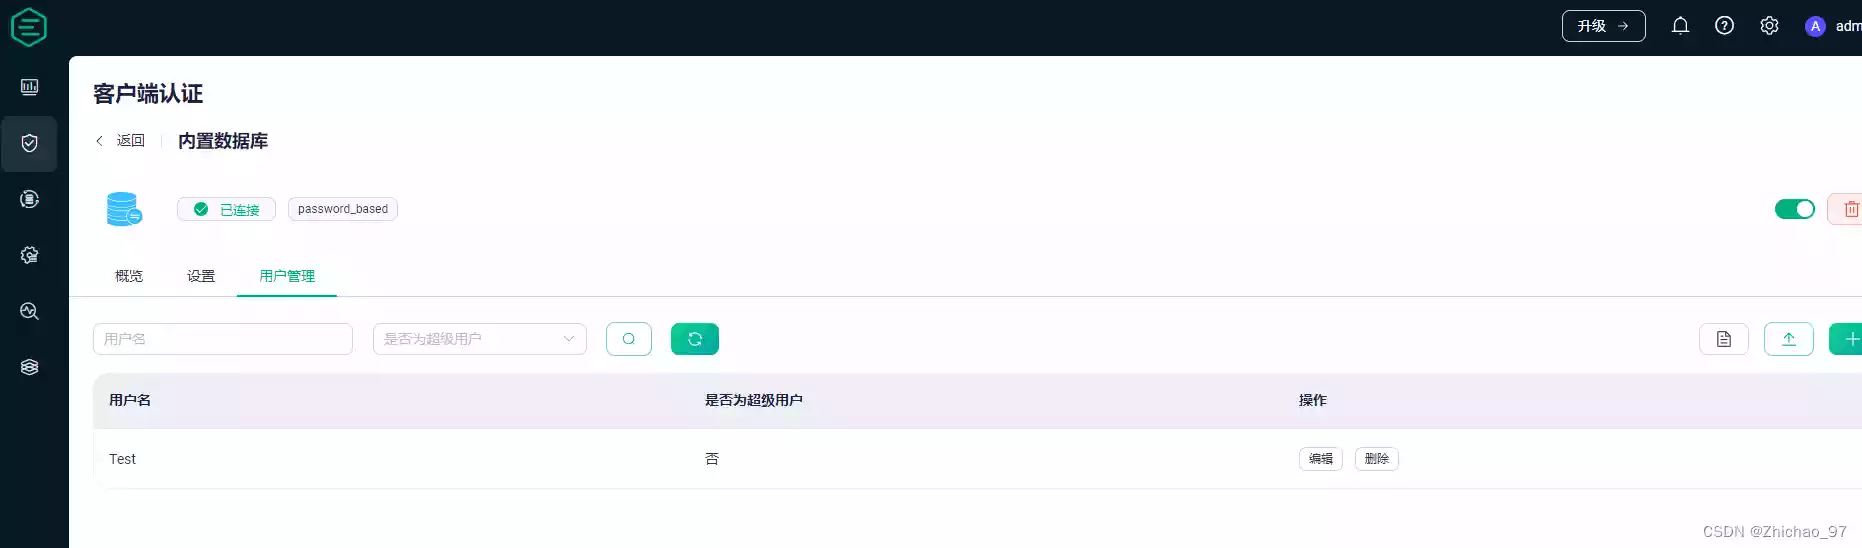 升级 →
A adm
客户端认证
返回 内置数据库
已连接 password_based
概览 设置 用户管理
用户名 是否为超级用户
用户名 是否为超级用户 操作
Test 否 编辑 删除
CSDN @Zhichao_97